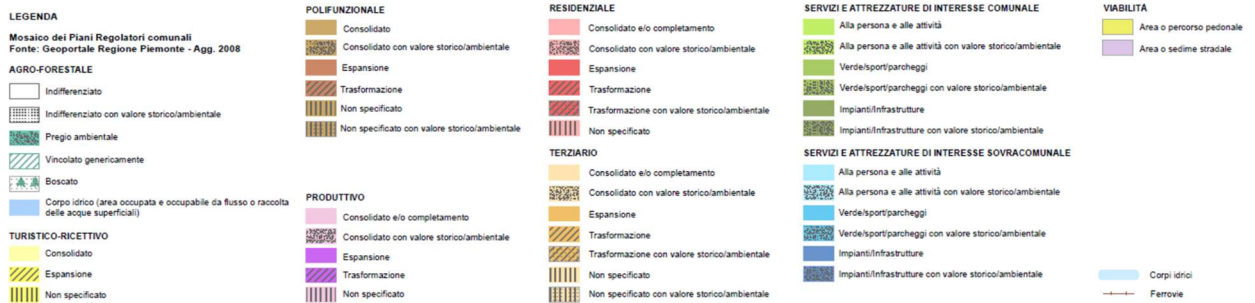 LEGENDA
Mosaico dei Piani Regolatori comunali
Fonte: Geoportale Regione Piemonte - Agg. 2008
AGRO-FORESTALE
Indifferenziato
Indifferenziato con valore storico/ambientale
Pregio ambientale
Vincolato genericamente
Boscato
Corpo idrico (area occupata e occupabile da flusso o raccolta
delle acque superficiali)
TURISTICO-RICETTIVO
Consolidato
Espansione
Non specificato
POLIFUNZIONALE
Consolidato
Consolidato con valore storico/ambientale
Espansione
Trasformazione
Non specificato
Non specificato con valore storico/ambientale
PRODUTTIVO
Consolidato e/o completamento
Consolidato con valore storico/ambientale
Espansione
Trasformazione
Non specificato
RESIDENZIALE
Consolidato e/o completamento
Consolidato con valore storico/ambientale
Espansione
Trasformazione
Trasformazione con valore storico/ambientale
Non specificato
TERZIARIO
Consolidato e/o completamento
Consolidato con valore storico/ambientale
Espansione
Trasformazione
Trasformazione con valore storico/ambientale
Non specificato
Non specificato con valore storico/ambientale
SERVIZI E ATTREZZATURE DI INTERESSE COMUNALE
Alla persona e alle attività
Alla persona e alle attività con valore storico/ambientale
Verde/sport/parcheggi
Verde/sport/parcheggi con valore storico/ambientale
Impianti/Infrastrutture
Impianti/Infrastrutture con valore storico/ambientale
SERVIZI E ATTREZZATURE DI INTERESSE SOVRACOMUNALE
Alla persona e alle attività
Alla persona e alle attività con valore storico/ambientale
Verde/sport/parcheggi
Verde/sport/parcheggi con valore storico/ambientale
Impianti/Infrastrutture
Impianti/Infrastrutture con valore storico/ambientale
VIABILITÀ
Area o percorso pedonale
Area o sedime stradale
Corpi idrici
Ferrovie